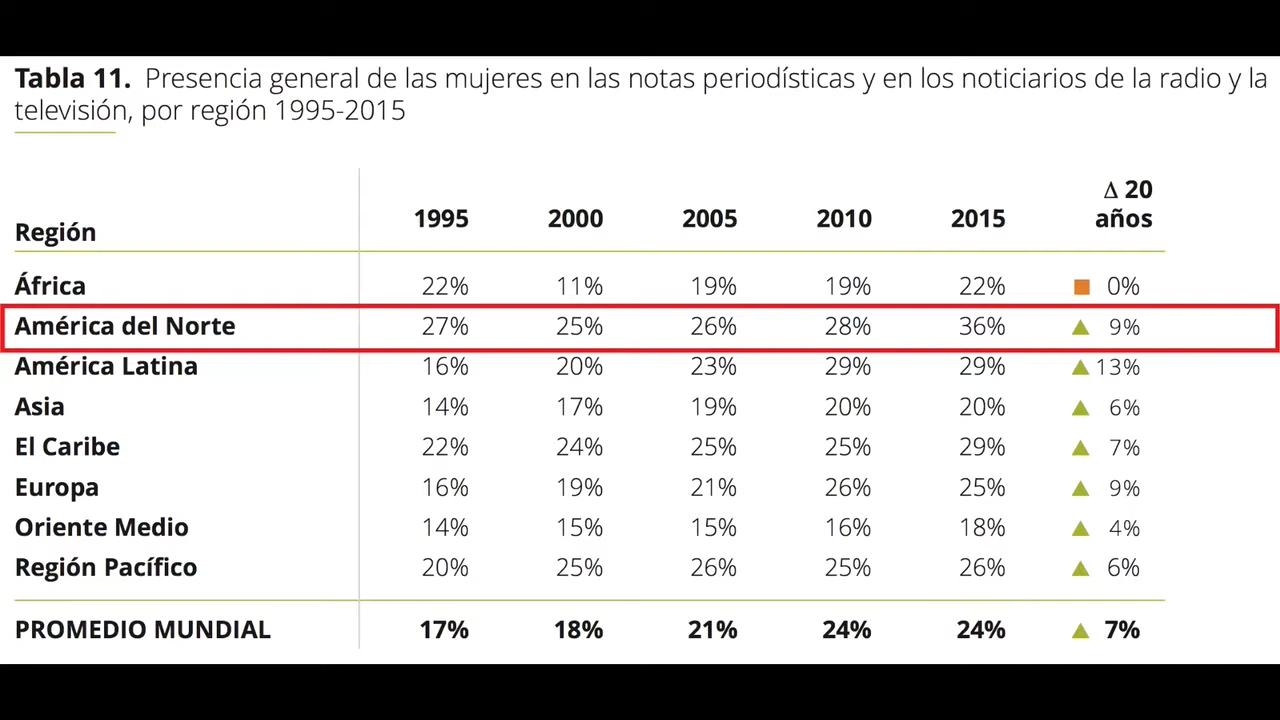 Tabla 11. Presencia general de las mujeres en las notas periodísticas y en los noticiarios de la radio y la
televisión, por región 1995-2015
Región 1995 2000 2005 2010 2015 Δ 20 años
África 22% 11% 19% 19% 22% 0%
América del Norte 27% 25% 26% 28% 36% 9%
América Latina 16% 20% 23% 29% 29% 13%
Asia 14% 17% 19% 20% 20% 6%
El Caribe 22% 24% 25% 25% 29% 7%
Europa 16% 19% 21% 26% 25% 9%
Oriente Medio 14% 15% 15% 16% 18% 4%
Región Pacífico 20% 25% 26% 25% 26% 6%
PROMEDIO MUNDIAL 17% 18% 21% 24% 24% 7%